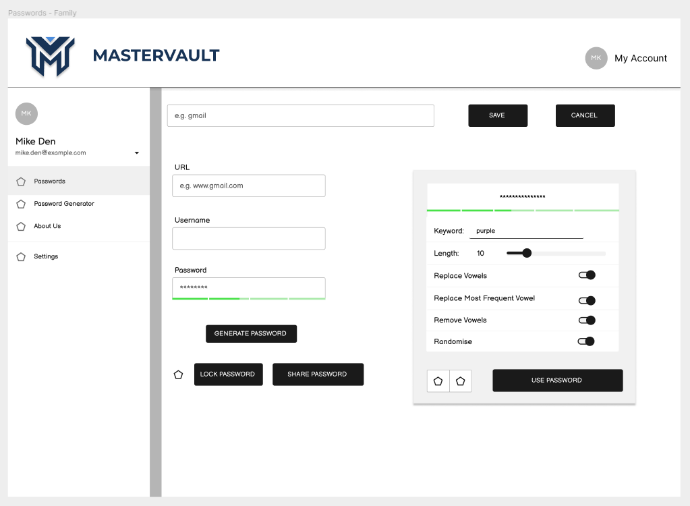 Passwords - Family
MASTERVAULT
MK
My Account
MK
Mike Den
mike.den@example.com
Passwords
Password Generator
About Us
Settings
e.g. gmail
SAVE
CANCEL
URL
e.g. www.gmail.com
Username
Password
********
GENERATE PASSWORD
LOCK PASSWORD
SHARE PASSWORD
***************
Keyword: purple
Length: 10
Replace Vowels
Replace Most Frequent Vowel
Remove Vowels
Randomise
USE PASSWORD